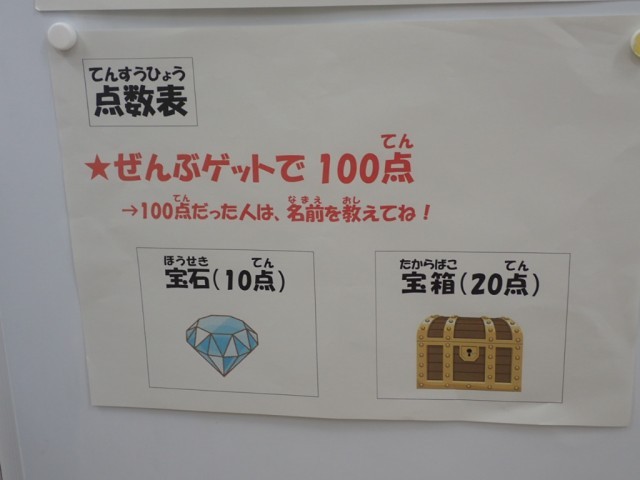 てんすうひょう
点数表
てん
★ぜんぶゲットで 100点
てん なまえ おし
→100点だった人は、名前を教えてね！
ほうせき てん
宝石（10点）
たからばこ てん
宝箱（20点）